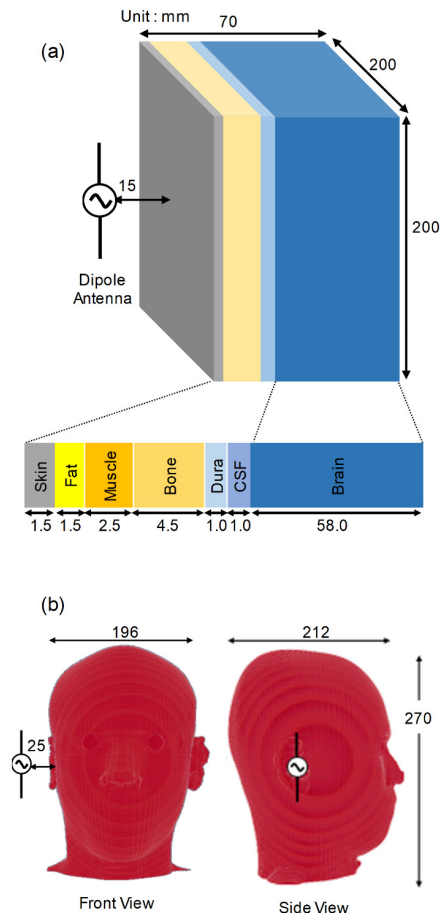 Unit : mm
(a)
70
200
15
200
Dipole
Antenna
Skin
Fat
Muscle
Bone
Dura
CSF
Brain
1.5
1.5
2.5
4.5
1.0
1.0
58.0
(b)
196
212
25
270
Front View
Side View